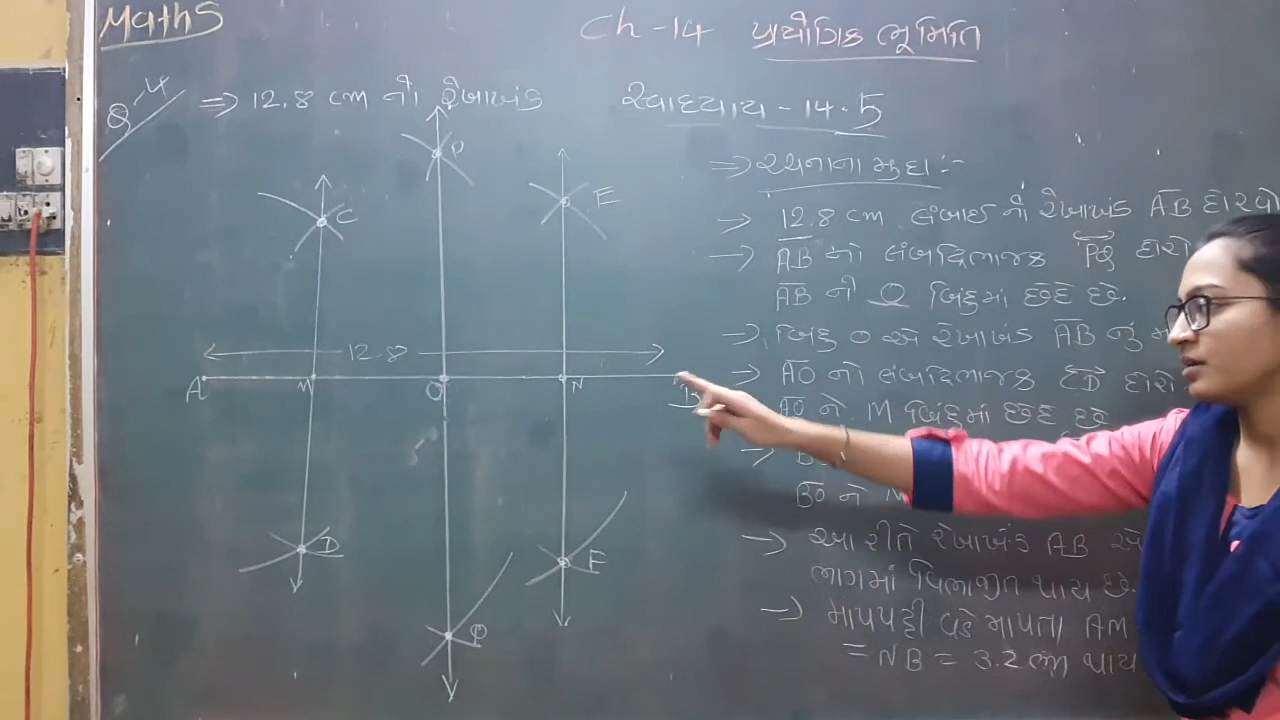 Maths
Ch - 14 પ્રાયોગિક ભૂમિતિ
Q-4
⇒ 12.8 cm નો રેખાખંડ
સ્વાધ્યાય - 14.5
⇒ રચનાના મુદ્દા :-
→ 12.8 cm લંબાઈ નો રેખાખંડ AB દોરવો
→ AB નો લંબદ્વિભાજક PQ દોરો
AB ની O બિંદુમાં છેદે છે.
→ બિંદુ O એ રેખાખંડ AB નું
→ AO નો લંબદ્વિભાજક CD દોરો
AO ને M બિંદુમાં છેદે છે
→
BO ને N
→ આ રીતે રેખાખંડ AB એ
ભાગમાં વિભાજીત થાય છે.
→ માપપટ્ટી વડે માપતા AM
= NB = 3.2 થાય
P
C
E
12.8
A
M
O
N
B
D
F